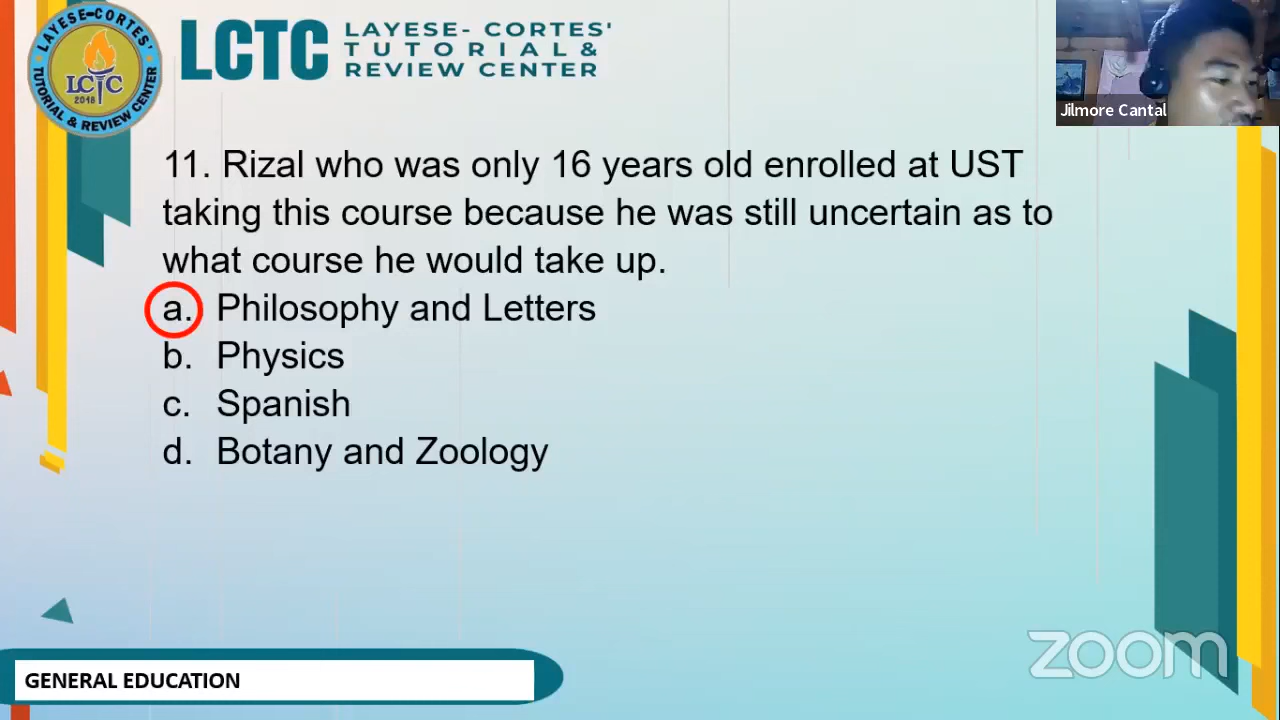 LAYESE-CORTES'
TUTORIAL & REVIEW CENTER
LCTC
2018
LCTC
LAYESE- CORTES'
TUTORIAL &
REVIEW CENTER
Jilmore Cantal
11. Rizal who was only 16 years old enrolled at UST
taking this course because he was still uncertain as to
what course he would take up.
a. Philosophy and Letters
b. Physics
c. Spanish
d. Botany and Zoology
zoom
GENERAL EDUCATION